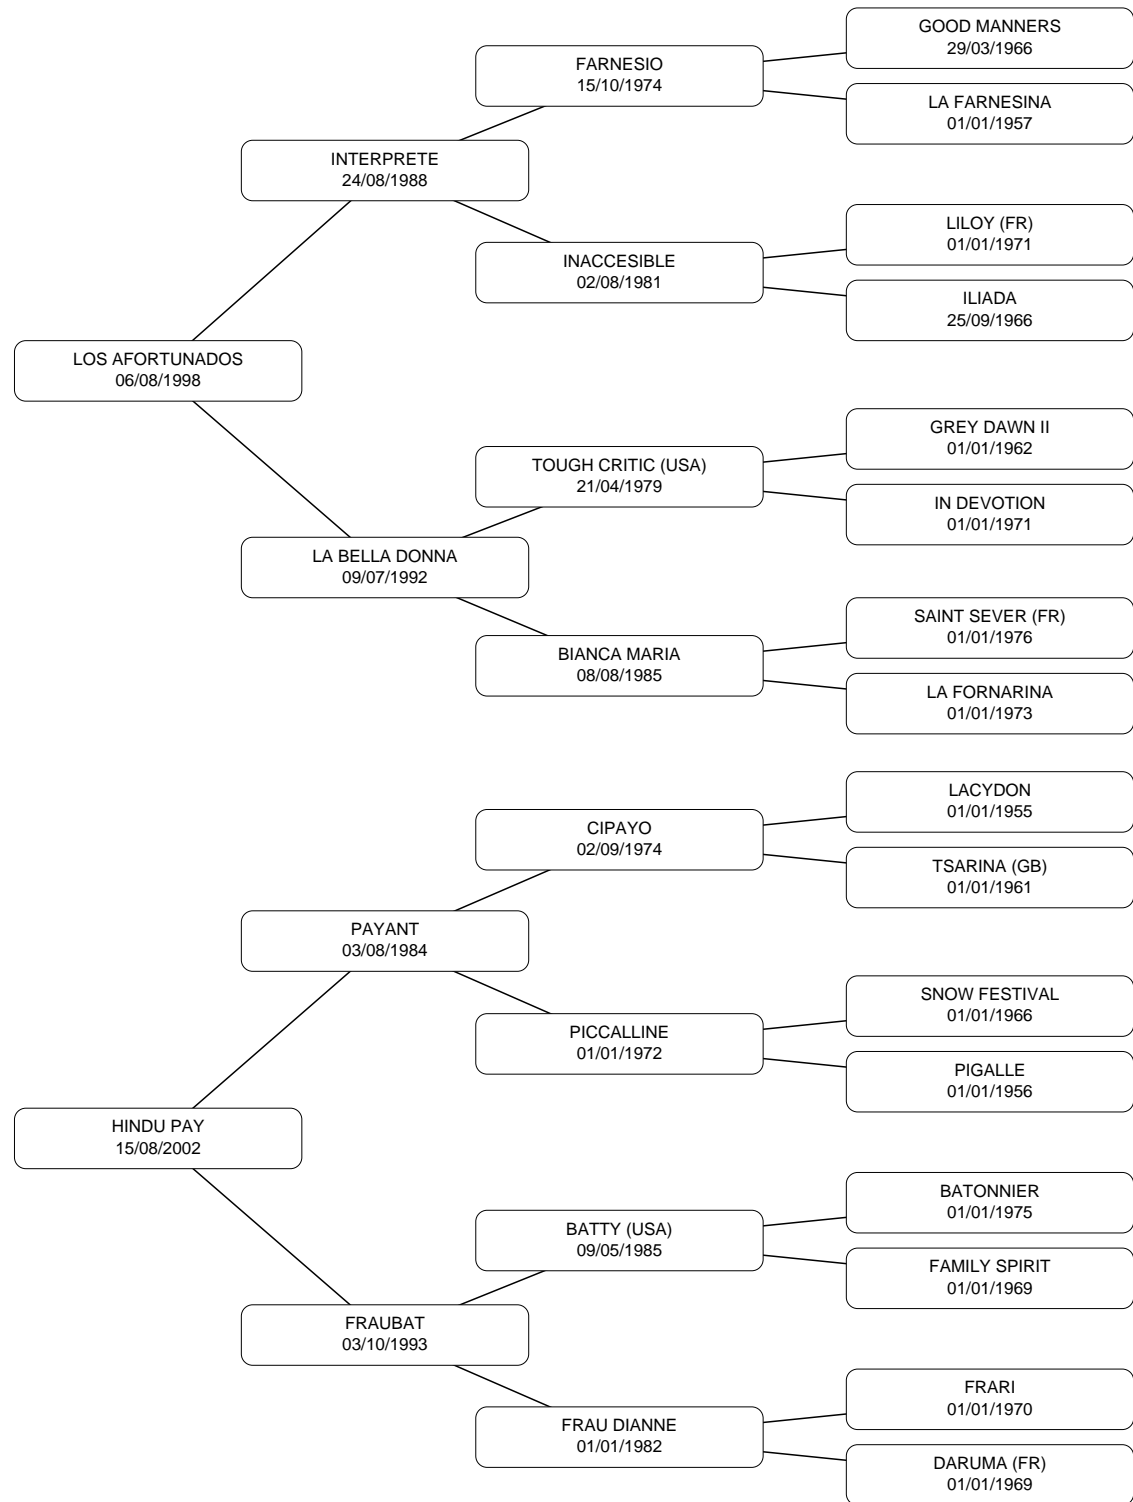 GOOD MANNERS
29/03/1966
FARNESIO
15/10/1974
LA FARNESINA
01/01/1957
INTERPRETE
24/08/1988
LILOY (FR)
01/01/1971
INACCESIBLE
02/08/1981
ILIADA
25/09/1966
LOS AFORTUNADOS
06/08/1998
GREY DAWN II
01/01/1962
TOUGH CRITIC (USA)
21/04/1979
IN DEVOTION
01/01/1971
LA BELLA DONNA
09/07/1992
SAINT SEVER (FR)
01/01/1976
BIANCA MARIA
08/08/1985
LA FORNARINA
01/01/1973
LACYDON
01/01/1955
CIPAYO
02/09/1974
TSARINA (GB)
01/01/1961
PAYANT
03/08/1984
SNOW FESTIVAL
01/01/1966
PICCALLINE
01/01/1972
PIGALLE
01/01/1956
HINDU PAY
15/08/2002
BATONNIER
01/01/1975
BATTY (USA)
09/05/1985
FAMILY SPIRIT
01/01/1969
FRAUBAT
03/10/1993
FRARI
01/01/1970
FRAU DIANNE
01/01/1982
DARUMA (FR)
01/01/1969